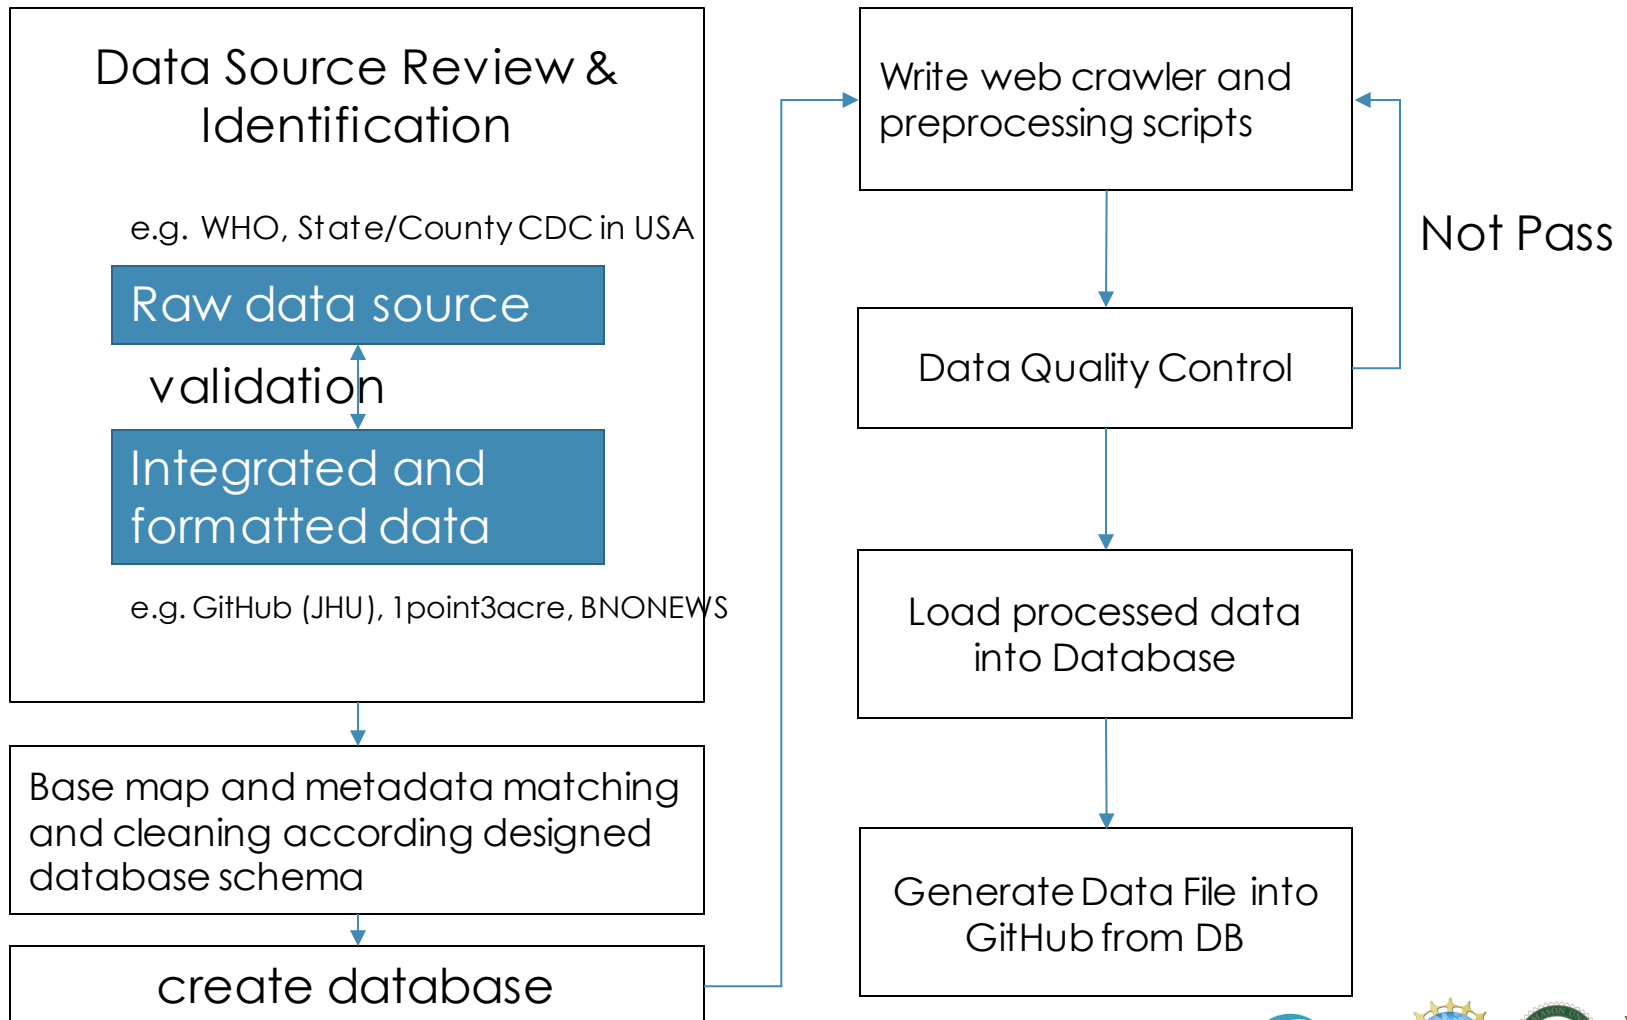 Data Source Review &
Identification
e.g. WHO, State/County CDC in USA
Raw data source
validation
Integrated and
formatted data
e.g. GitHub (JHU), 1point3acre, BNONEWS
Base map and metadata matching
and cleaning according designed
database schema
create database
Write web crawler and
preprocessing scripts
Not Pass
Data Quality Control
Load processed data
into Database
Generate Data File into
GitHub from DB